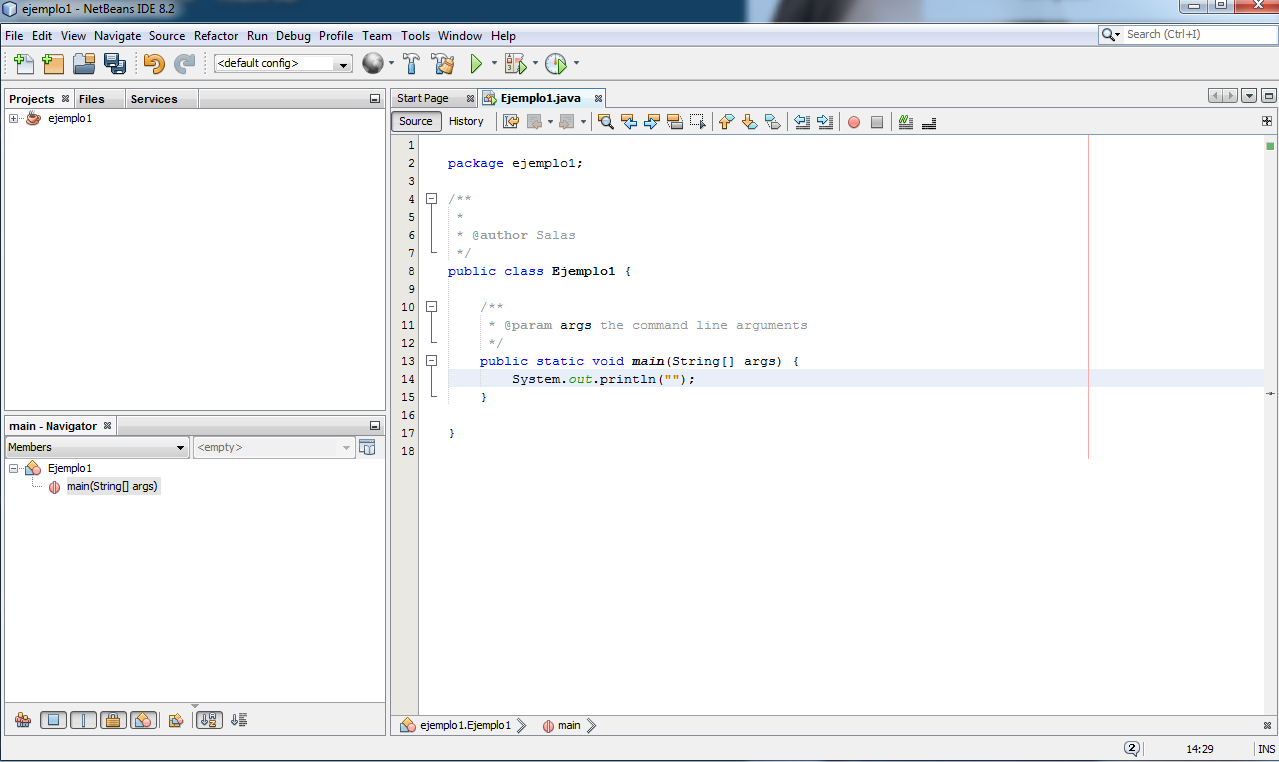 ejemplo1 - NetBeans IDE 8.2
File Edit View Navigate Source Refactor Run Debug Profile Team Tools Window Help
Search (Ctrl+I)
<default config>
Projects Files Services
ejemplo1
main - Navigator
Members <empty>
Ejemplo1
main(String[] args)
Start Page Ejemplo1.java
Source History
1
2 package ejemplo1;
3
4 /**
5 *
6 * @author Salas
7 */
8 public class Ejemplo1 {
9
10 /**
11 * @param args the command line arguments
12 */
13 public static void main(String[] args) {
14 System.out.println("");
15 }
16
17 }
18
ejemplo1.Ejemplo1 main
2 14:29 INS